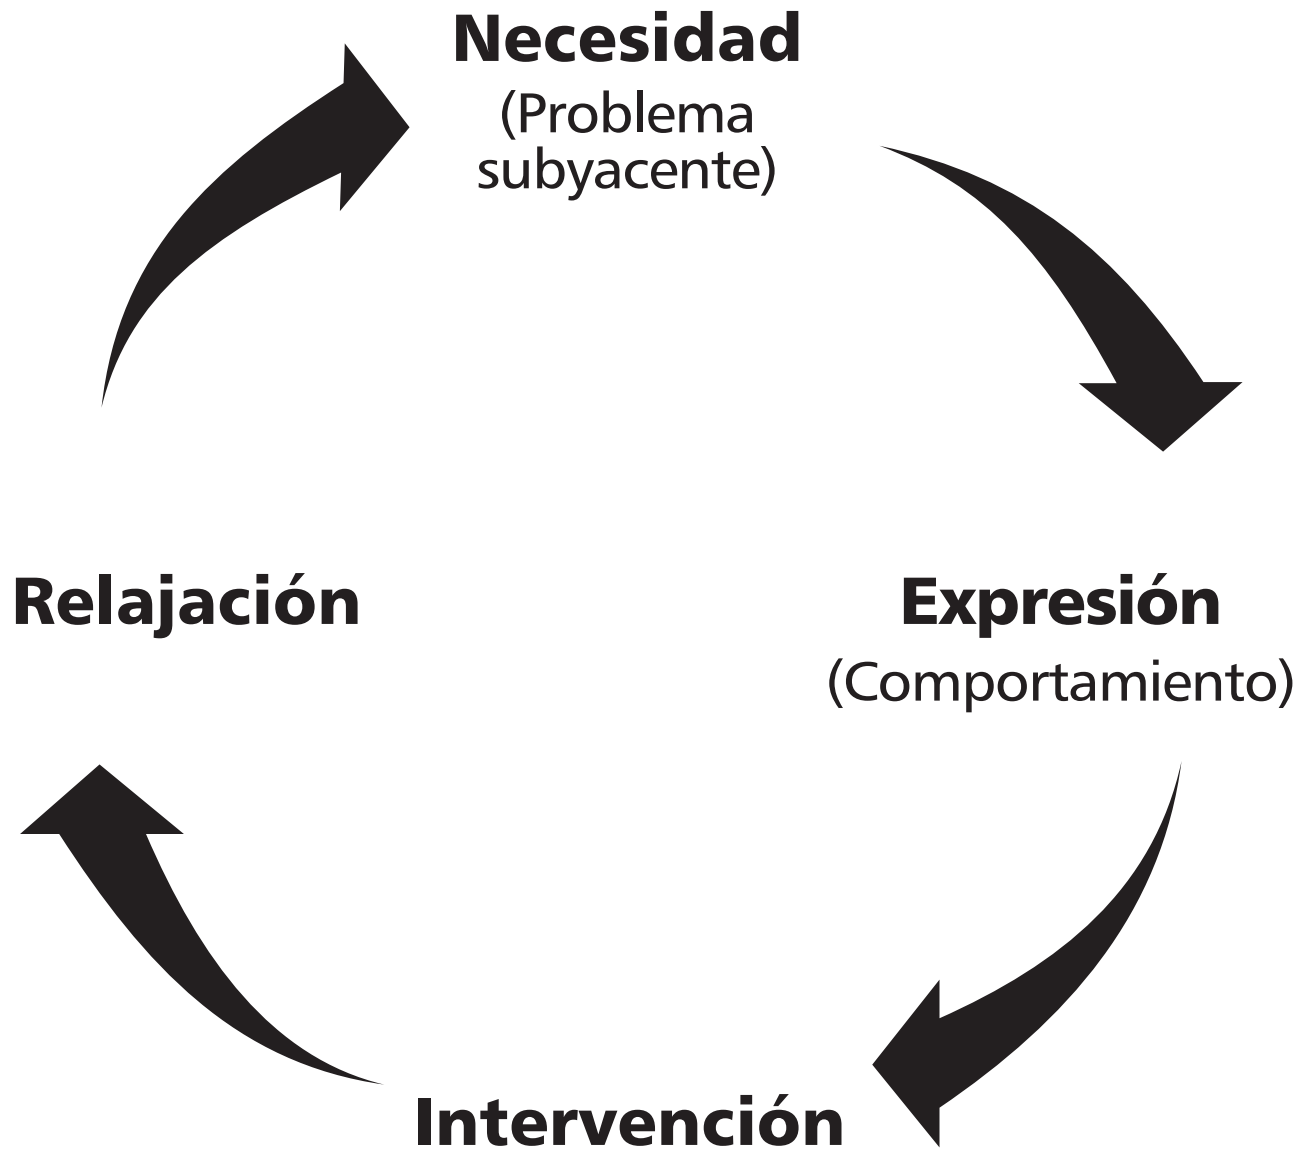 Necesidad
(Problema
subyacente)
Relajación
Expresión
(Comportamiento)
Intervención